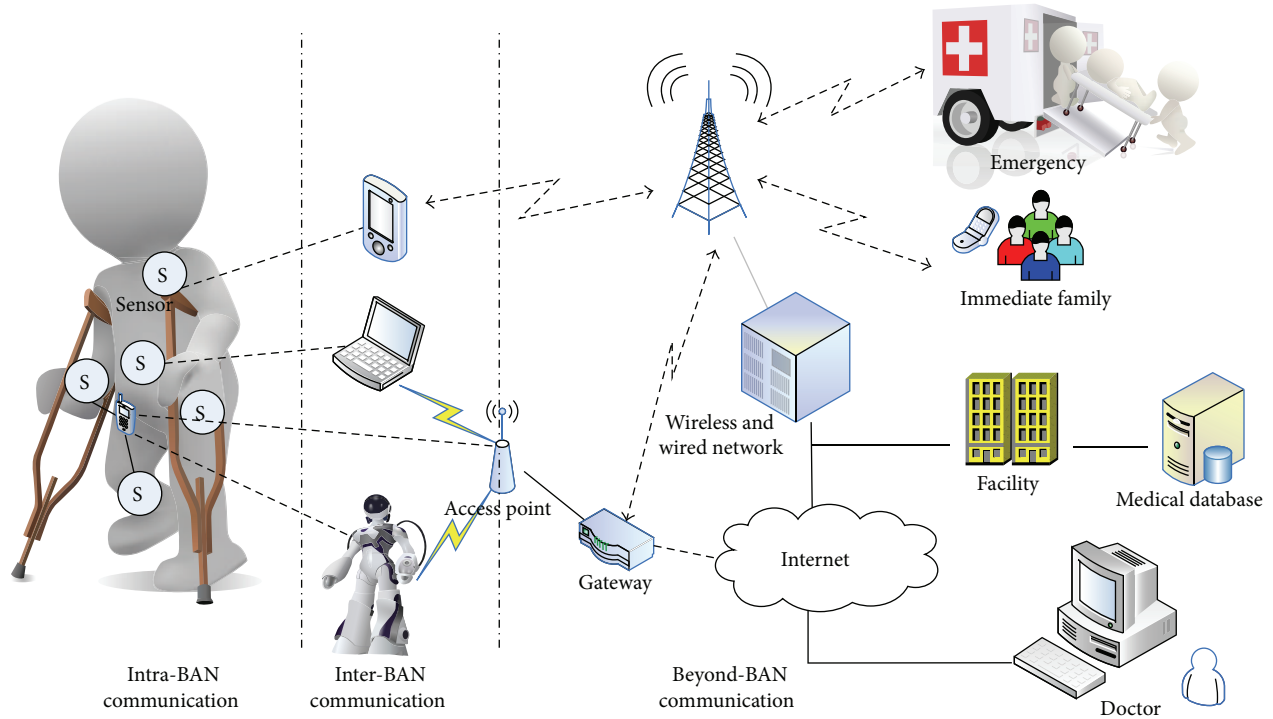 Emergency
S
Sensor
Immediate family
S
S
S
Wireless and
wired network
Facility
Medical database
S
Access point
Internet
Gateway
Intra-BAN
communication
Inter-BAN
communication
Beyond-BAN
communication
Doctor